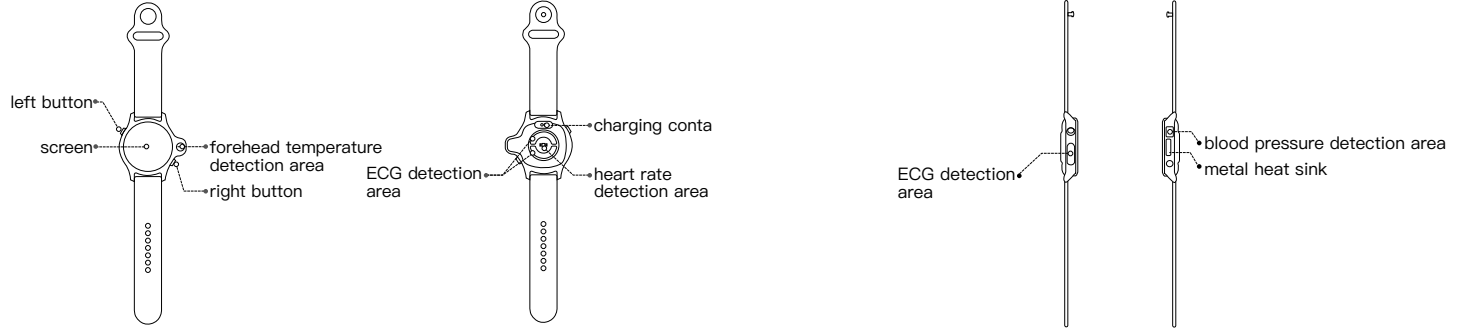 left button
screen
forehead temperature
detection area
right button
charging conta
ECG detection
area
heart rate
detection area
ECG detection
area
blood pressure detection area
metal heat sink